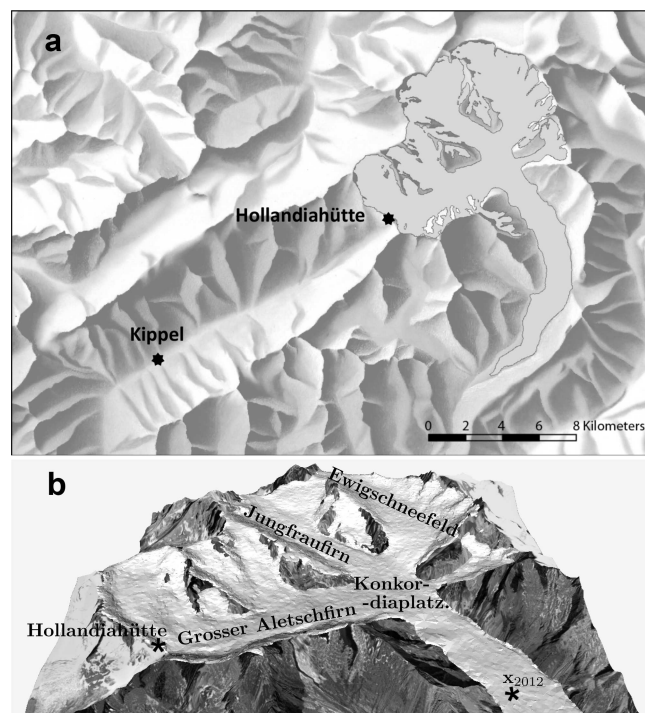 a
Hollandiahütte
Kippel
0 2 4 6 8 Kilometers
b
Ewigschneefeld
Jungfraufirn
Konkor-
-diaplatz.
Hollandiahütte
Grosser Aletschfirn
x2012